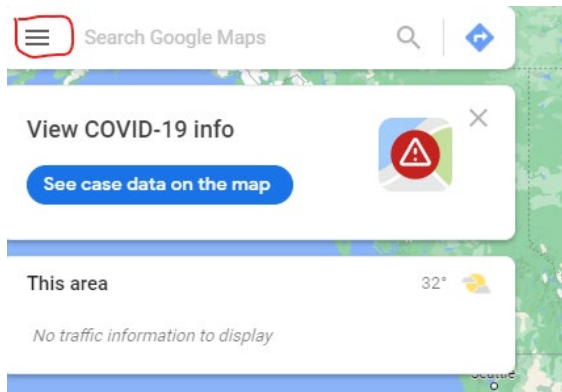 Search Google Maps
View COVID-19 info
See case data on the map
This area
32°
No traffic information to display
Seattle